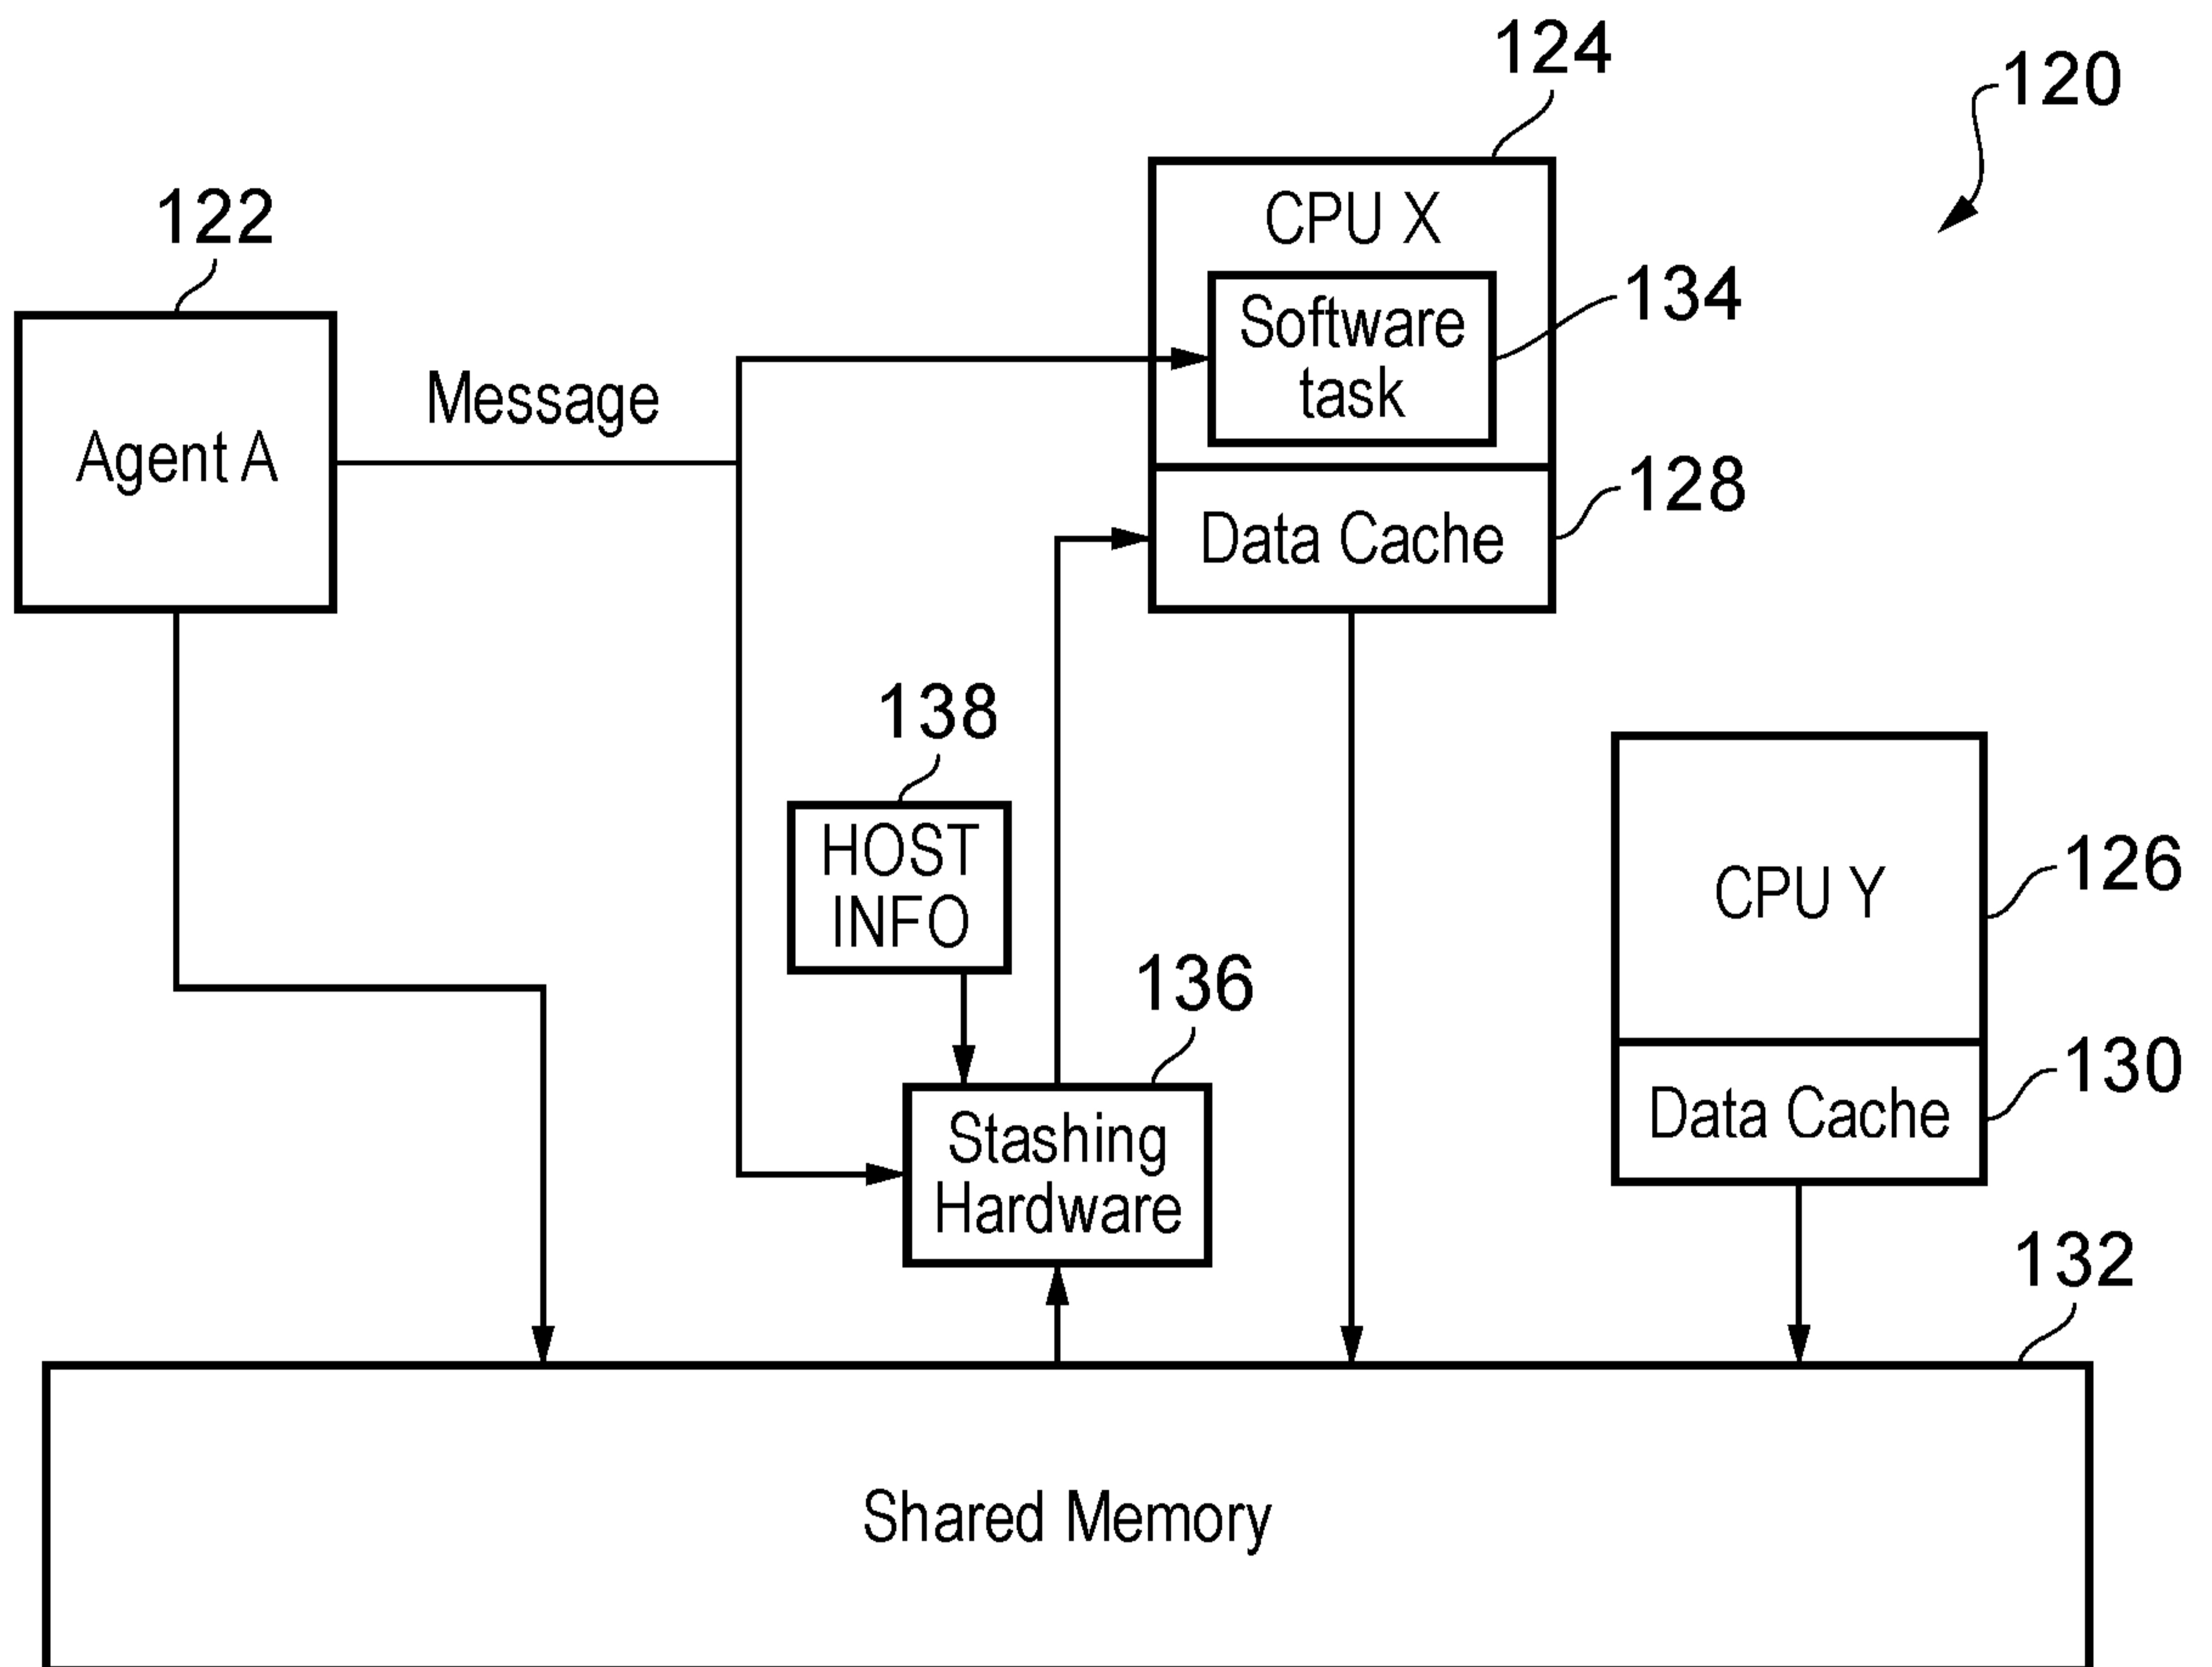 124
120
122
CPU X
134
Software
task
Message
Agent A
128
Data Cache
138
HOST
INFO
126
CPU Y
136
130
Stashing
Hardware
Data Cache
132
Shared Memory